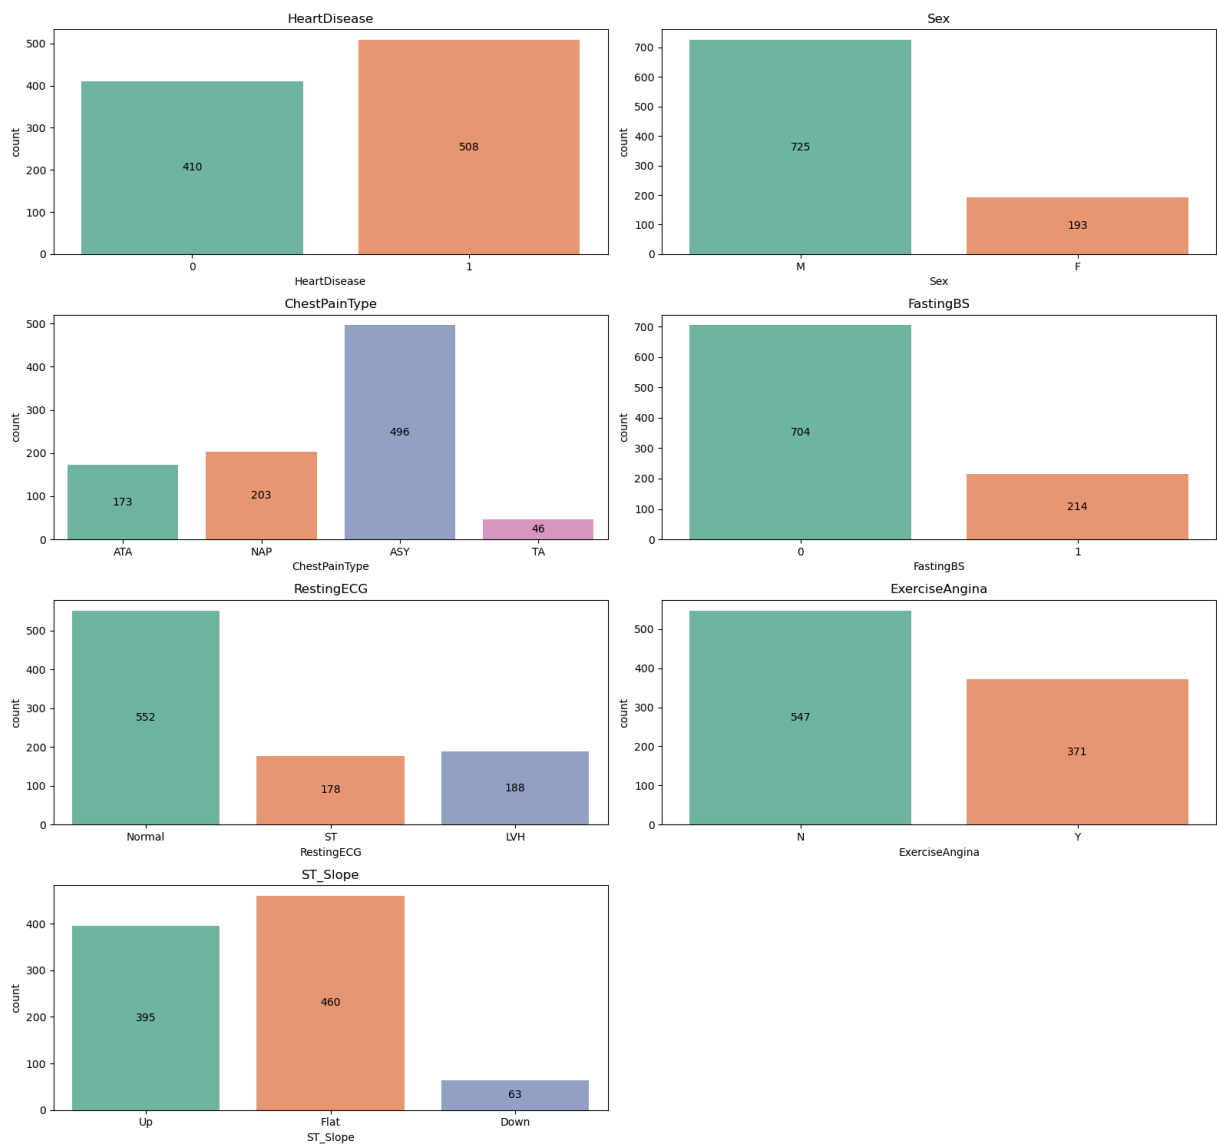 HeartDisease
500
400
300
200
100
0
count
410
508
0
1
HeartDisease
Sex
700
600
500
400
300
200
100
0
count
725
193
M
F
Sex
ChestPainType
500
400
300
200
100
0
count
173
203
496
46
ATA
NAP
ASY
TA
ChestPainType
FastingBS
700
600
500
400
300
200
100
0
count
704
214
0
1
FastingBS
RestingECG
500
400
300
200
100
0
count
552
178
188
Normal
ST
LVH
RestingECG
ExerciseAngina
500
400
300
200
100
0
count
547
371
N
Y
ExerciseAngina
ST_Slope
400
300
200
100
0
count
395
460
63
Up
Flat
Down
ST_Slope